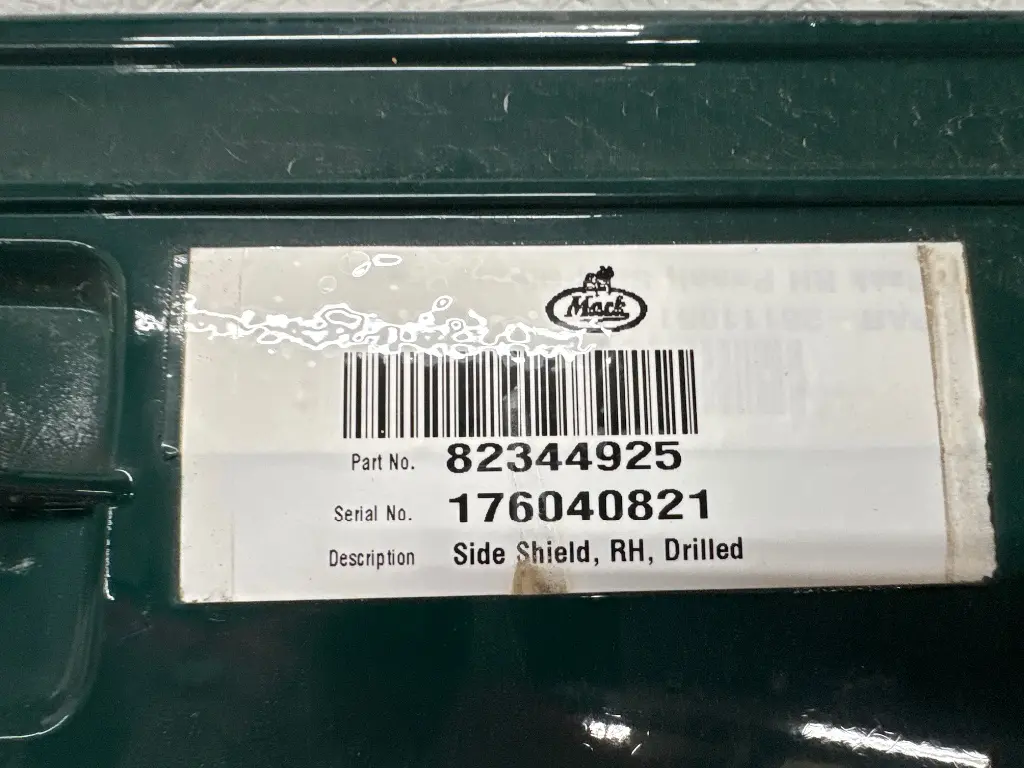 Mack
Part No. 82344925
Serial No. 176040821
Description Side Shield, RH, Drilled